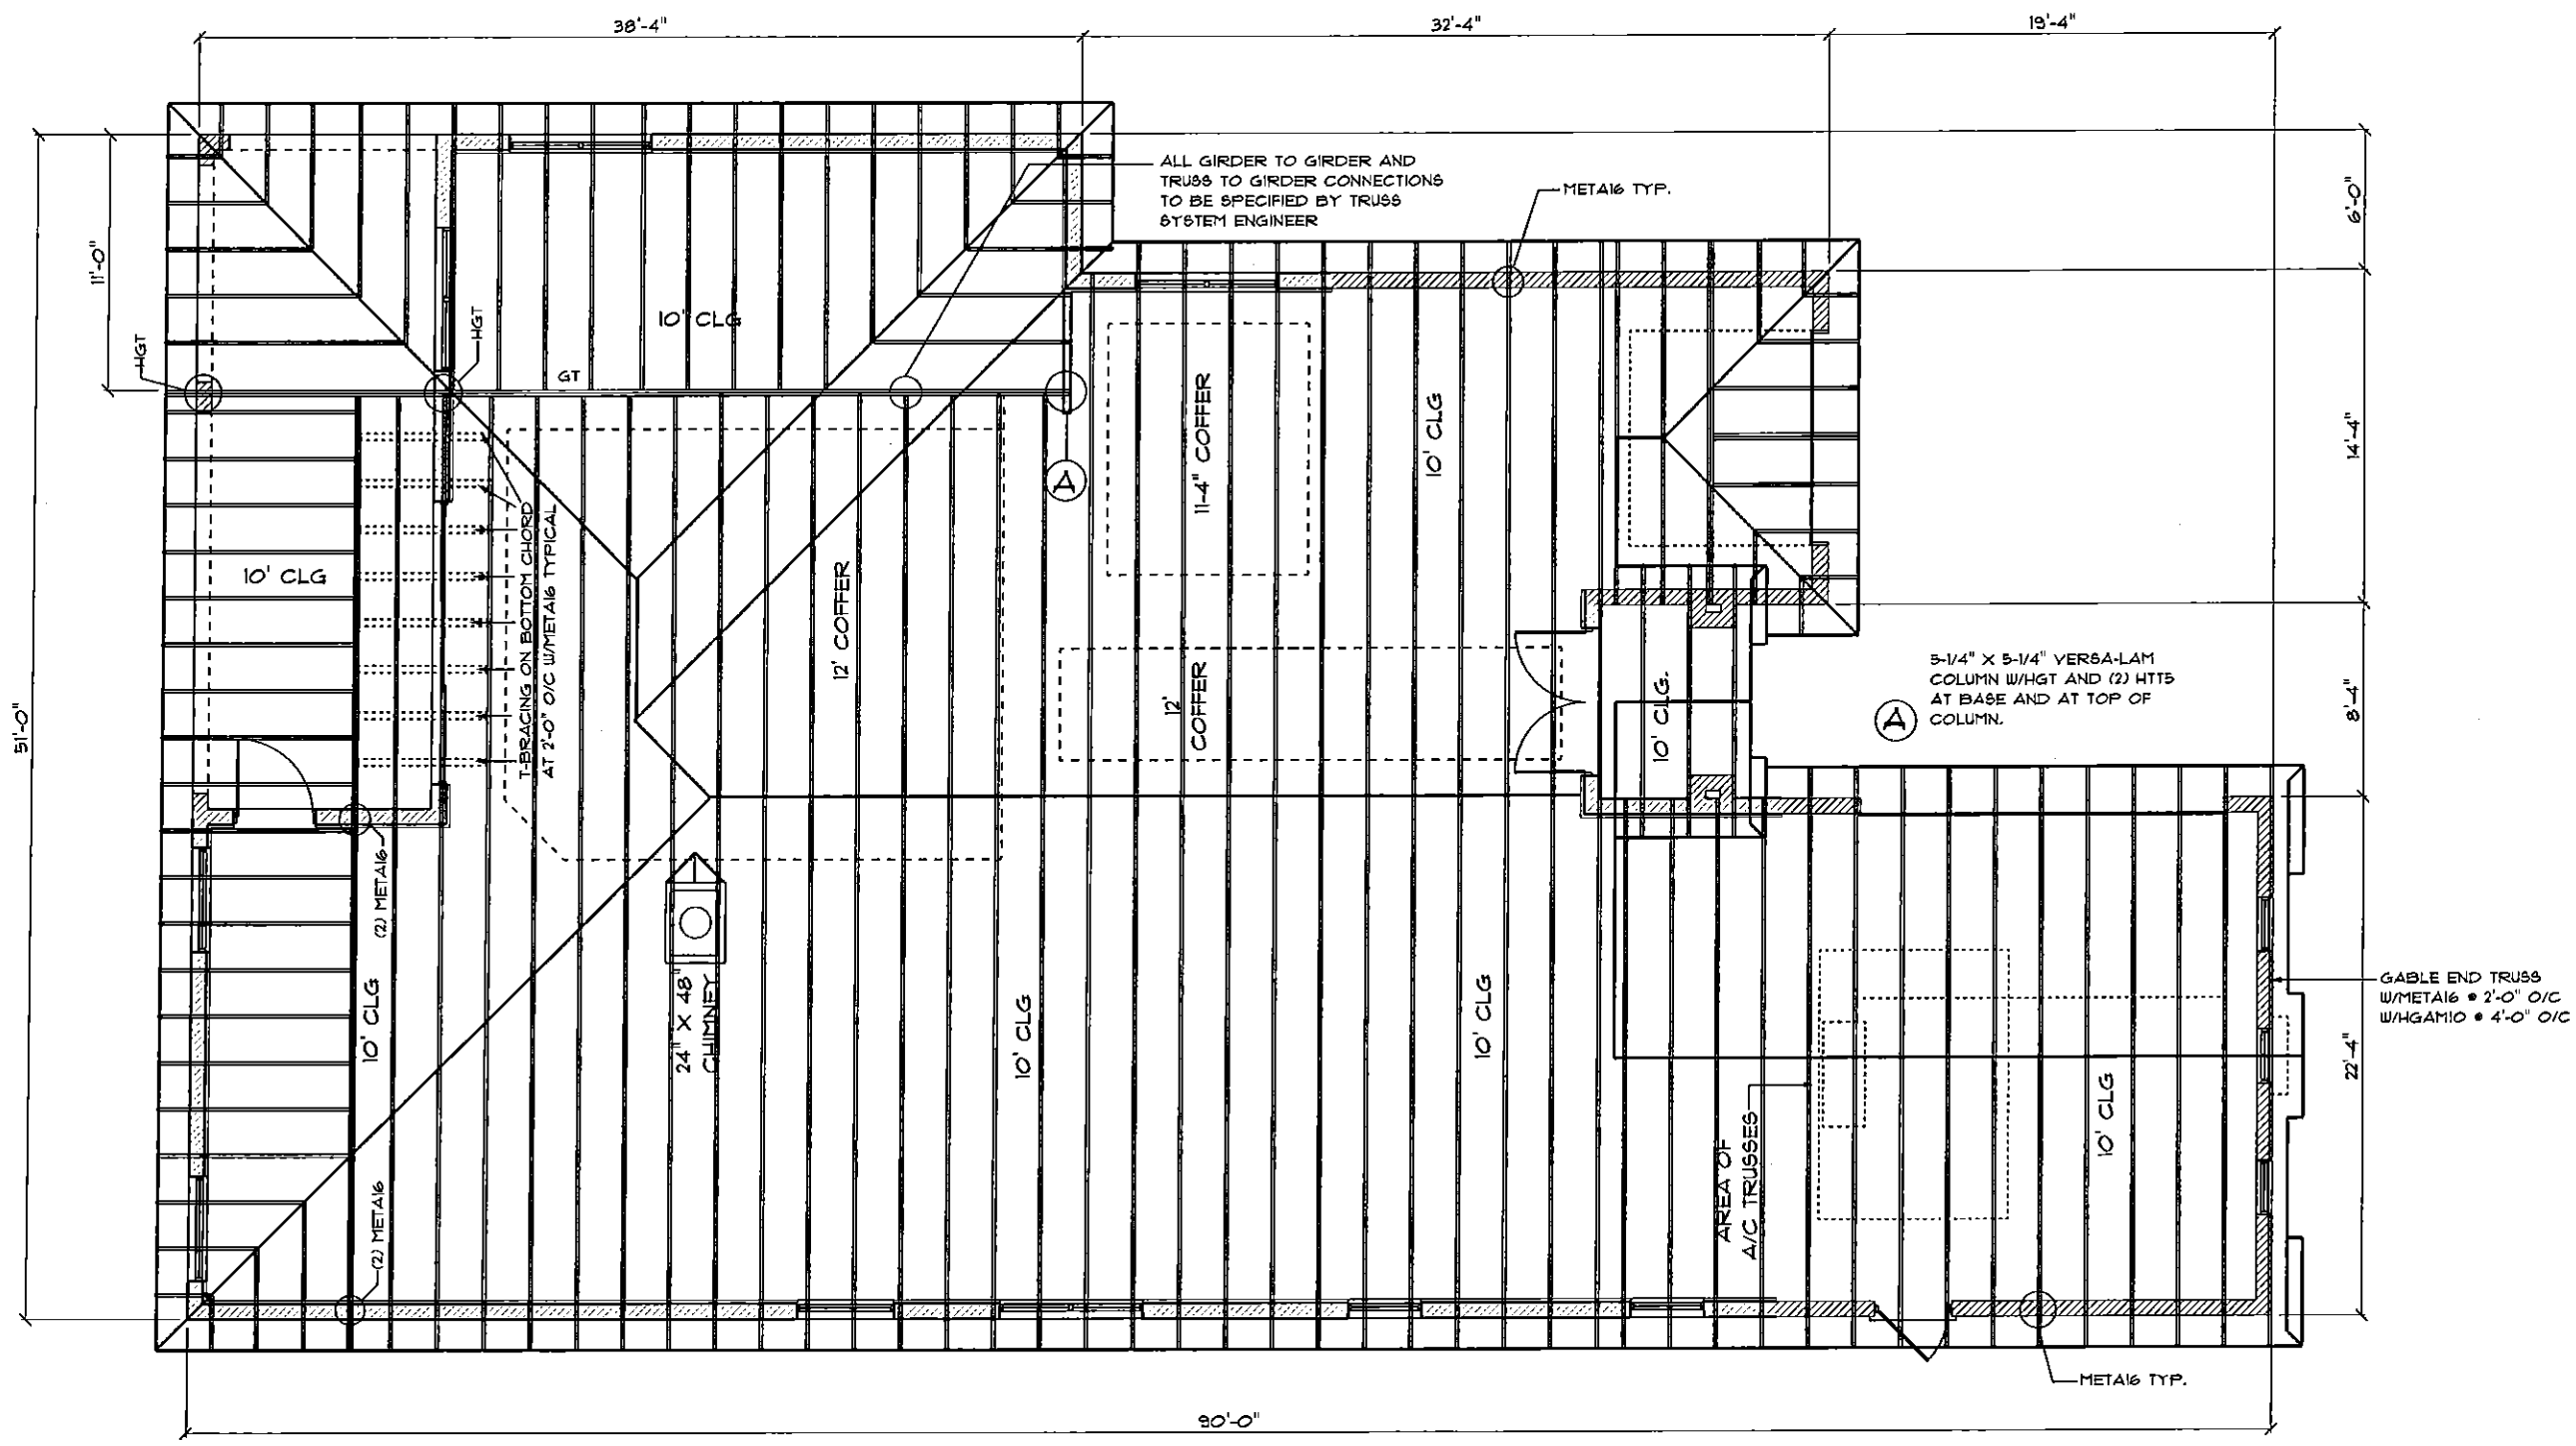 38'-4"
32'-4"
19'-4"
ALL GIRDER TO GIRDER AND
TRUSS TO GIRDER CONNECTIONS
TO BE SPECIFIED BY TRUSS
SYSTEM ENGINEER
META16 TYP.
6'-0"
11'-0"
HGT
HGT
10' CLG
GT
11-4" COFFER
10' CLG
14'-4"
A
10' CLG
T-BRACING ON BOTTOM CHORD
AT 2'-0" O/C W/META16 TYPICAL
12' COFFER
12'
COFFER
10' CLG.
5-1/4" X 5-1/4" VERSA-LAM
COLUMN W/HGT AND (2) HTT5
AT BASE AND AT TOP OF
COLUMN.
A
8'-4"
51'-0"
(2) META16
10' CLG
24" X 48"
CHIMNEY
10' CLG
10' CLG
GABLE END TRUSS
W/META16 @ 2'-0" O/C
W/HGAM10 @ 4'-0" O/C
22'-4"
10' CLG
AREA OF
A/C TRUSSES
(2) META16
META16 TYP.
90'-0"